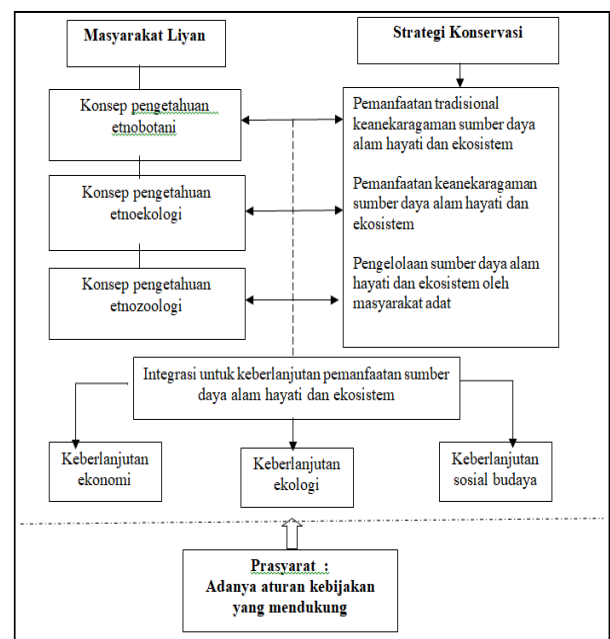 Masyarakat Liyan
Strategi Konservasi
Konsep pengetahuan
etnobotani
Konsep pengetahuan
etnoekologi
Konsep pengetahuan
etnozoologi
Pemanfaatan tradisional
keanekaragaman sumber daya
alam hayati dan ekosistem
Pemanfaatan keanekaragaman
sumber daya alam hayati dan
ekosistem
Pengelolaan sumber daya alam
hayati dan ekosistem oleh
masyarakat adat
Integrasi untuk keberlanjutan pemanfaatan sumber
daya alam hayati dan ekosistem
Keberlanjutan
ekonomi
Keberlanjutan
ekologi
Keberlanjutan
sosial budaya
Prasyarat :
Adanya aturan kebijakan
yang mendukung